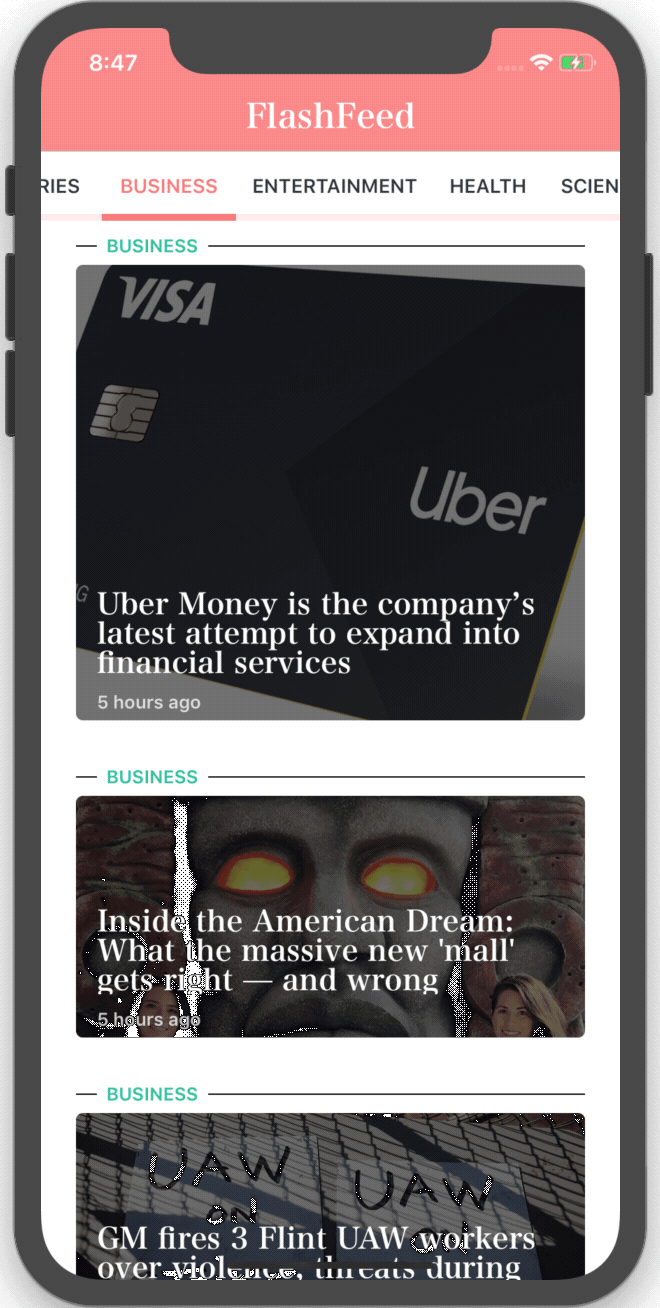 8:47
FlashFeed
RIES BUSINESS ENTERTAINMENT HEALTH SCIEN
BUSINESS
VISA
Uber
G
Uber Money is the company’s
latest attempt to expand into
financial services
5 hours ago
BUSINESS
Inside the American Dream:
What the massive new 'mall'
gets right — and wrong
5 hours ago
BUSINESS
UAW UAW
ON ON
GM fires 3 Flint UAW workers
over violence, threats during